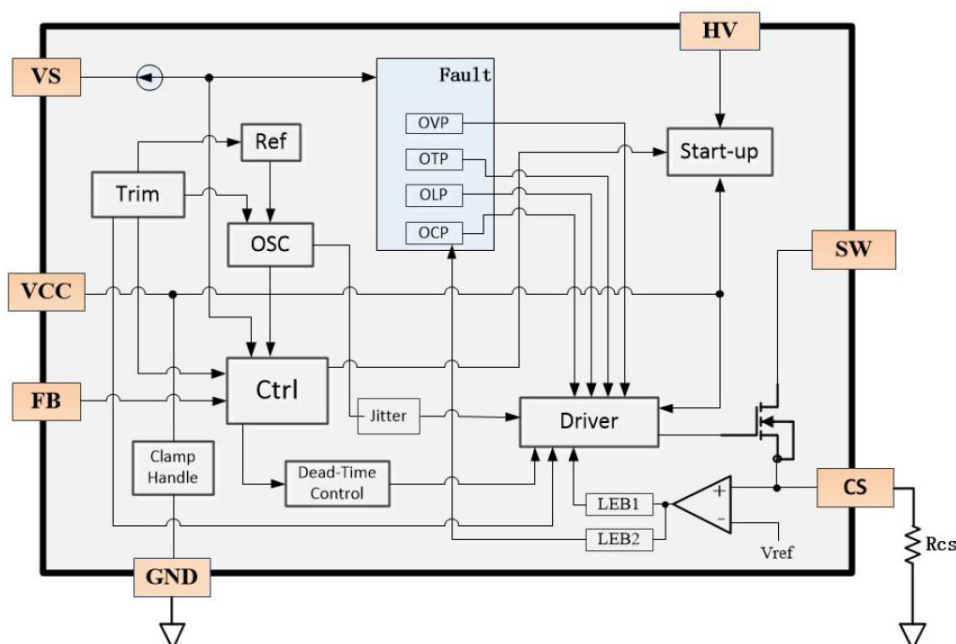 HV
VS
Fault
OVP
Ref
Start-up
OTP
Trim
OLP
OSC
OCP
SW
VCC
Ctrl
FB
Jitter
Driver
Clamp
Handle
Dead-Time
Control
CS
LEB1
+
-
LEB2
Vref
Rcs
GND